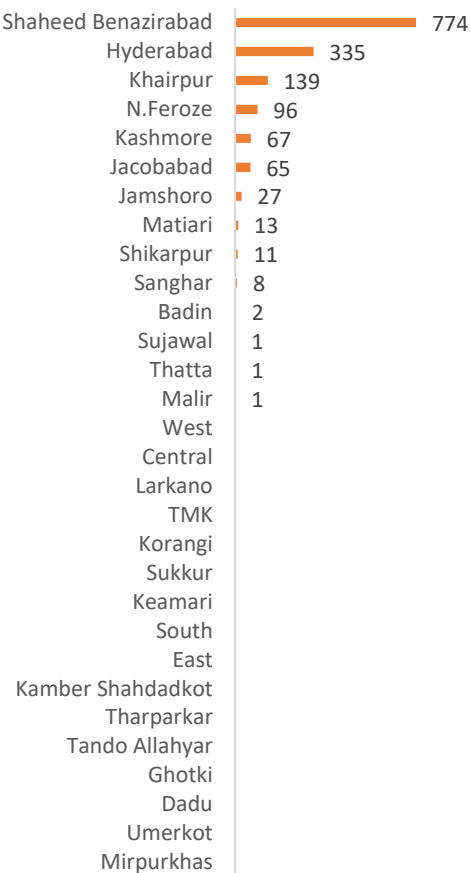 Shaheed Benazirabad 774
Hyderabad 335
Khairpur 139
N.Feroze 96
Kashmore 67
Jacobabad 65
Jamshoro 27
Matiari 13
Shikarpur 11
Sanghar 8
Badin 2
Sujawal 1
Thatta 1
Malir 1
West
Central
Larkano
TMK
Korangi
Sukkur
Keamari
South
East
Kamber Shahdadkot
Tharparkar
Tando Allahyar
Ghotki
Dadu
Umerkot
Mirpurkhas